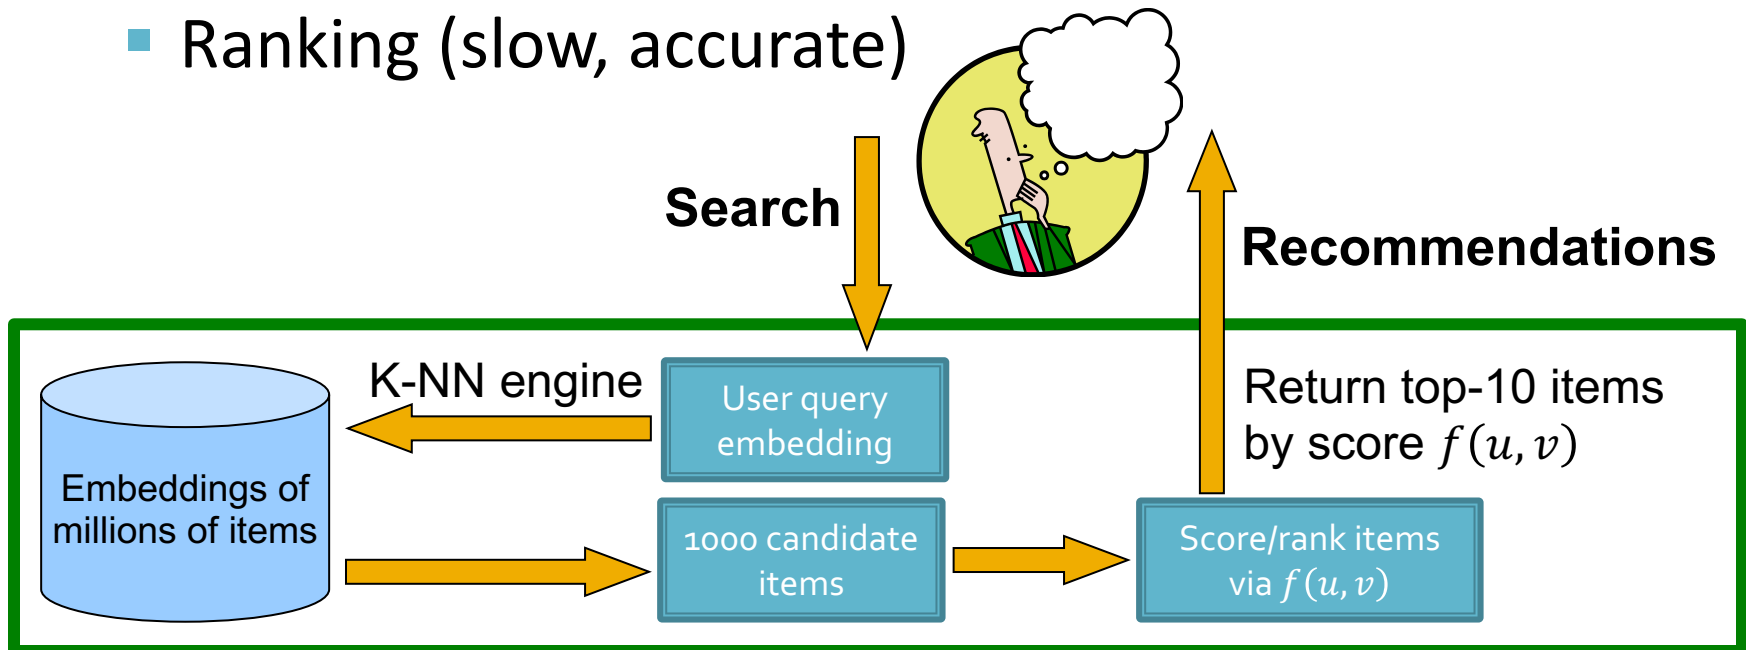 ▪ Ranking (slow, accurate)
Search
Recommendations
K-NN engine
User query
embedding
Return top-10 items
by score f(u, v)
Embeddings of
millions of items
1000 candidate
items
Score/rank items
via f(u, v)